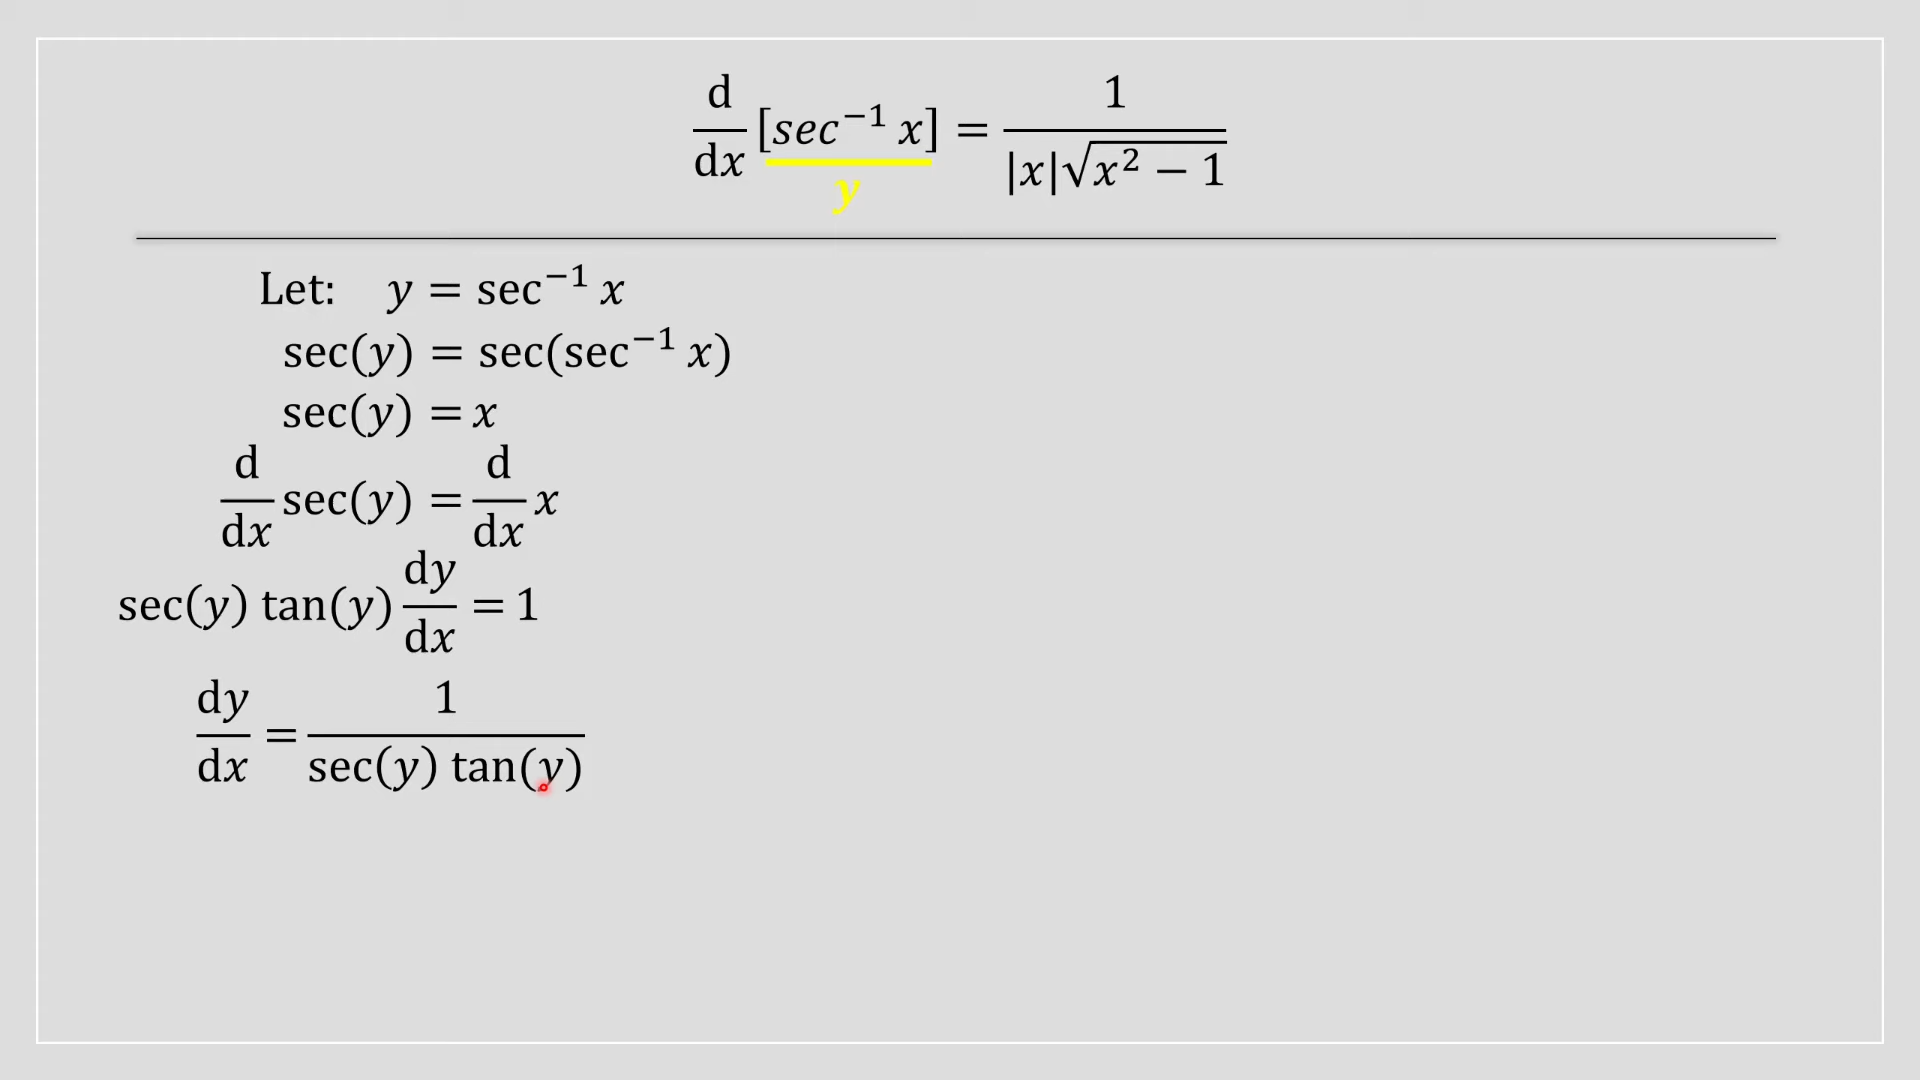 d/dx [sec⁻¹ x] = 1/(|x|√(x² − 1))
y
Let: y = sec⁻¹ x
sec(y) = sec(sec⁻¹ x)
sec(y) = x
d/dx sec(y) = d/dx x
sec(y) tan(y) dy/dx = 1
dy/dx = 1/(sec(y) tan(y))